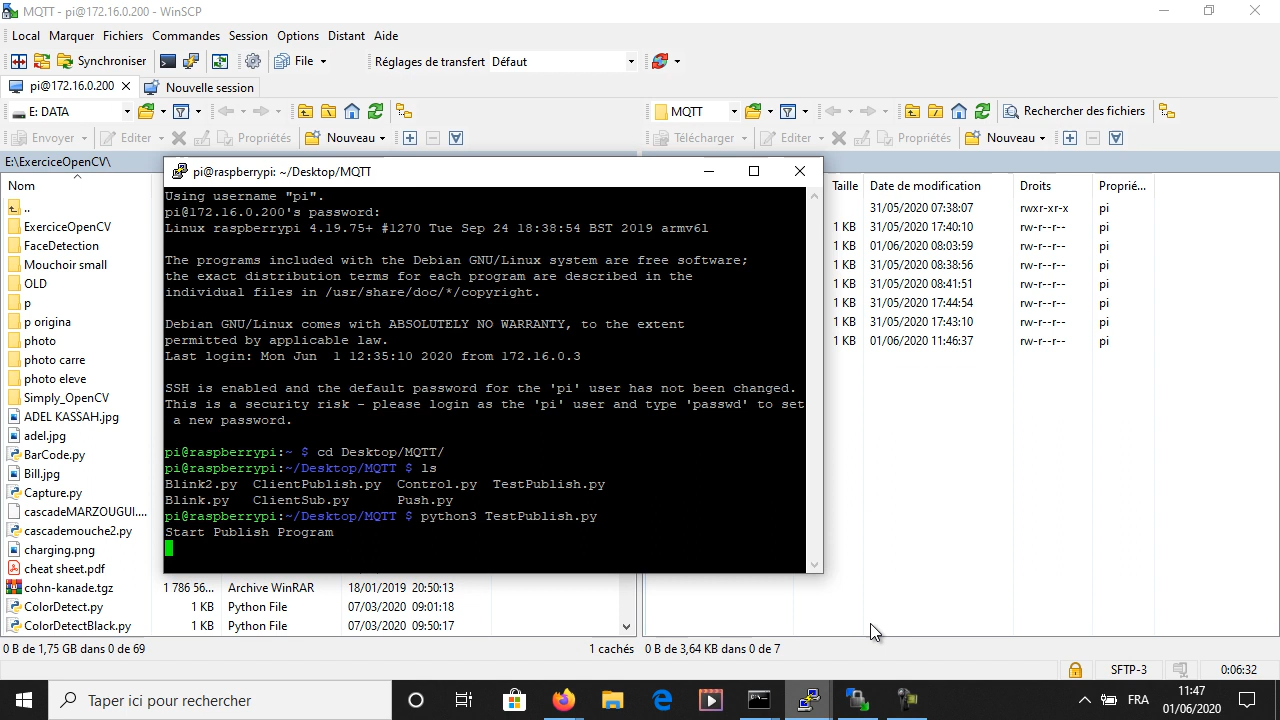 MQTT - pi@172.16.0.200 - WinSCP
Local Marquer Fichiers Commandes Session Options Distant Aide
Synchroniser File Réglages de transfert Défaut
pi@172.16.0.200 Nouvelle session
E: DATA MQTT Rechercher des fichiers
Envoyer Editer Propriétés Nouveau Télécharger Editer Propriétés Nouveau
E:\ExerciceOpenCV\
Nom
..
ExerciceOpenCV
FaceDetection
Mouchoir small
OLD
p
p origina
photo
photo carre
photo eleve
Simply_OpenCV
ADEL KASSAH.jpg
adel.jpg
BarCode.py
Bill.jpg
Capture.py
cascadeMARZOUGUI....
cascademouche2.py
charging.png
cheat sheet.pdf
cohn-kanade.tgz 1 786 56... Archive WinRAR 18/01/2019 20:50:13
ColorDetect.py 1 KB Python File 07/03/2020 09:01:18
ColorDetectBlack.py 1 KB Python File 07/03/2020 09:50:17
pi@raspberrypi: ~/Desktop/MQTT
Using username "pi".
pi@172.16.0.200's password:
Linux raspberrypi 4.19.75+ #1270 Tue Sep 24 18:38:54 BST 2019 armv6l
The programs included with the Debian GNU/Linux system are free software;
the exact distribution terms for each program are described in the
individual files in /usr/share/doc/*/copyright.
Debian GNU/Linux comes with ABSOLUTELY NO WARRANTY, to the extent
permitted by applicable law.
Last login: Mon Jun 1 12:35:10 2020 from 172.16.0.3
SSH is enabled and the default password for the 'pi' user has not been changed.
This is a security risk - please login as the 'pi' user and type 'passwd' to set
a new password.
pi@raspberrypi:~ $ cd Desktop/MQTT/
pi@raspberrypi:~/Desktop/MQTT $ ls
Blink2.py ClientPublish.py Control.py TestPublish.py
Blink.py ClientSub.py Push.py
pi@raspberrypi:~/Desktop/MQTT $ python3 TestPublish.py
Start Publish Program
Taille Date de modification Droits Proprié...
31/05/2020 07:38:07 rwxr-xr-x pi
1 KB 31/05/2020 17:40:10 rw-r--r-- pi
1 KB 01/06/2020 08:03:59 rw-r--r-- pi
1 KB 31/05/2020 08:38:56 rw-r--r-- pi
1 KB 31/05/2020 08:41:51 rw-r--r-- pi
1 KB 31/05/2020 17:44:54 rw-r--r-- pi
1 KB 31/05/2020 17:43:10 rw-r--r-- pi
1 KB 01/06/2020 11:46:37 rw-r--r-- pi
0 B de 1,75 GB dans 0 de 69 1 cachés 0 B de 3,64 KB dans 0 de 7
SFTP-3 0:06:32
Taper ici pour rechercher FRA 11:47
01/06/2020